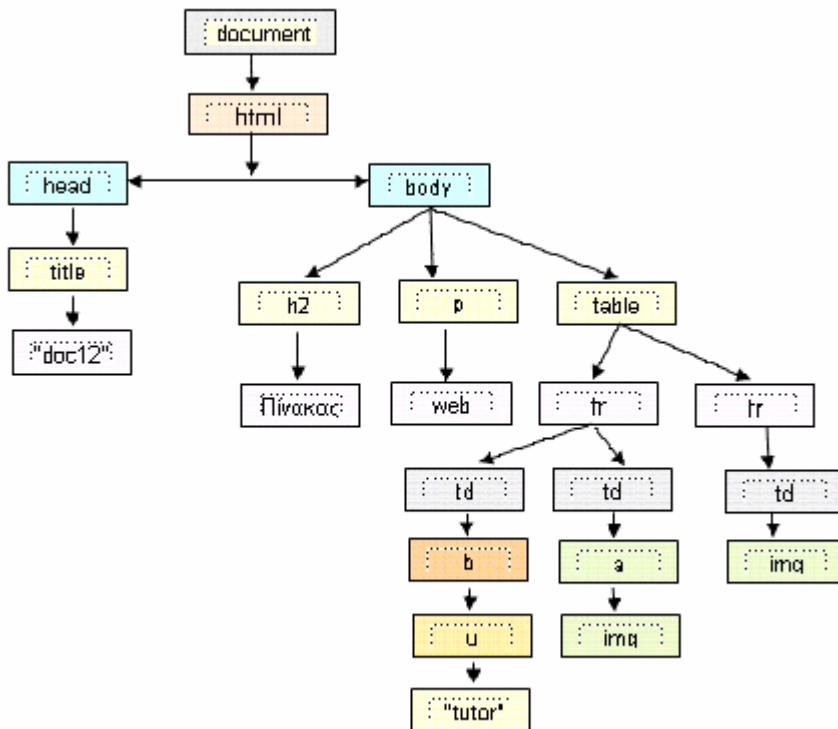 document
html
head
body
title
h2
p
table
"doc12"
Πίνακας
web
tr
tr
td
td
td
b
a
img
u
img
"tutor"